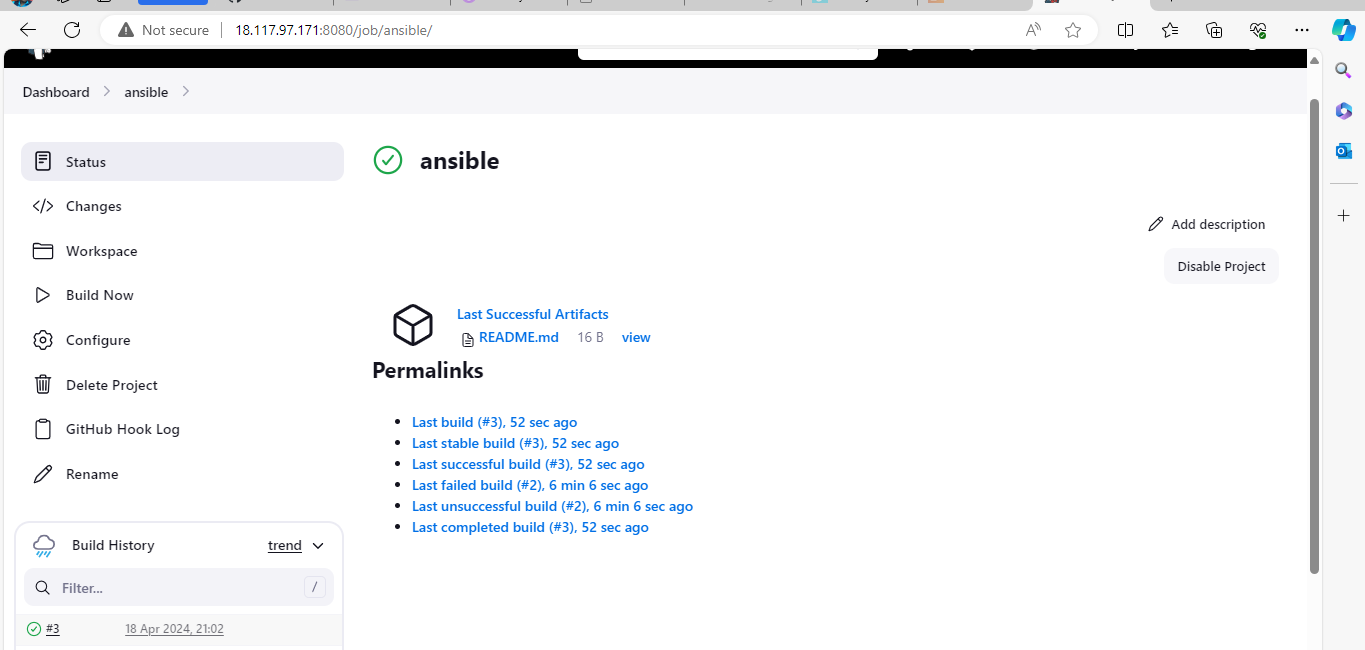 Not secure 18.117.97.171:8080/job/ansible/
Dashboard ansible
Status
ansible
Changes
Add description
Workspace
Disable Project
Build Now
Last Successful Artifacts
README.md 16 B view
Configure
Permalinks
Delete Project
Last build (#3), 52 sec ago
GitHub Hook Log
Last stable build (#3), 52 sec ago
Last successful build (#3), 52 sec ago
Rename
Last failed build (#2), 6 min 6 sec ago
Last unsuccessful build (#2), 6 min 6 sec ago
Last completed build (#3), 52 sec ago
Build History trend
Filter... /
#3 18 Apr 2024, 21:02